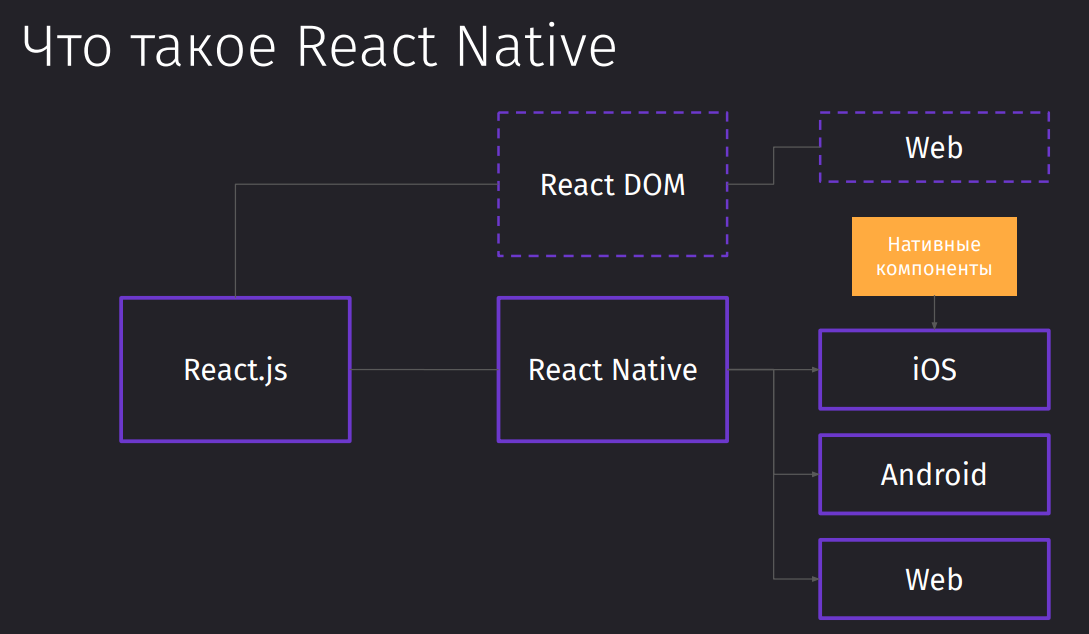 Что такое React Native
React DOM
Web
Нативные
компоненты
React.js
React Native
iOS
Android
Web